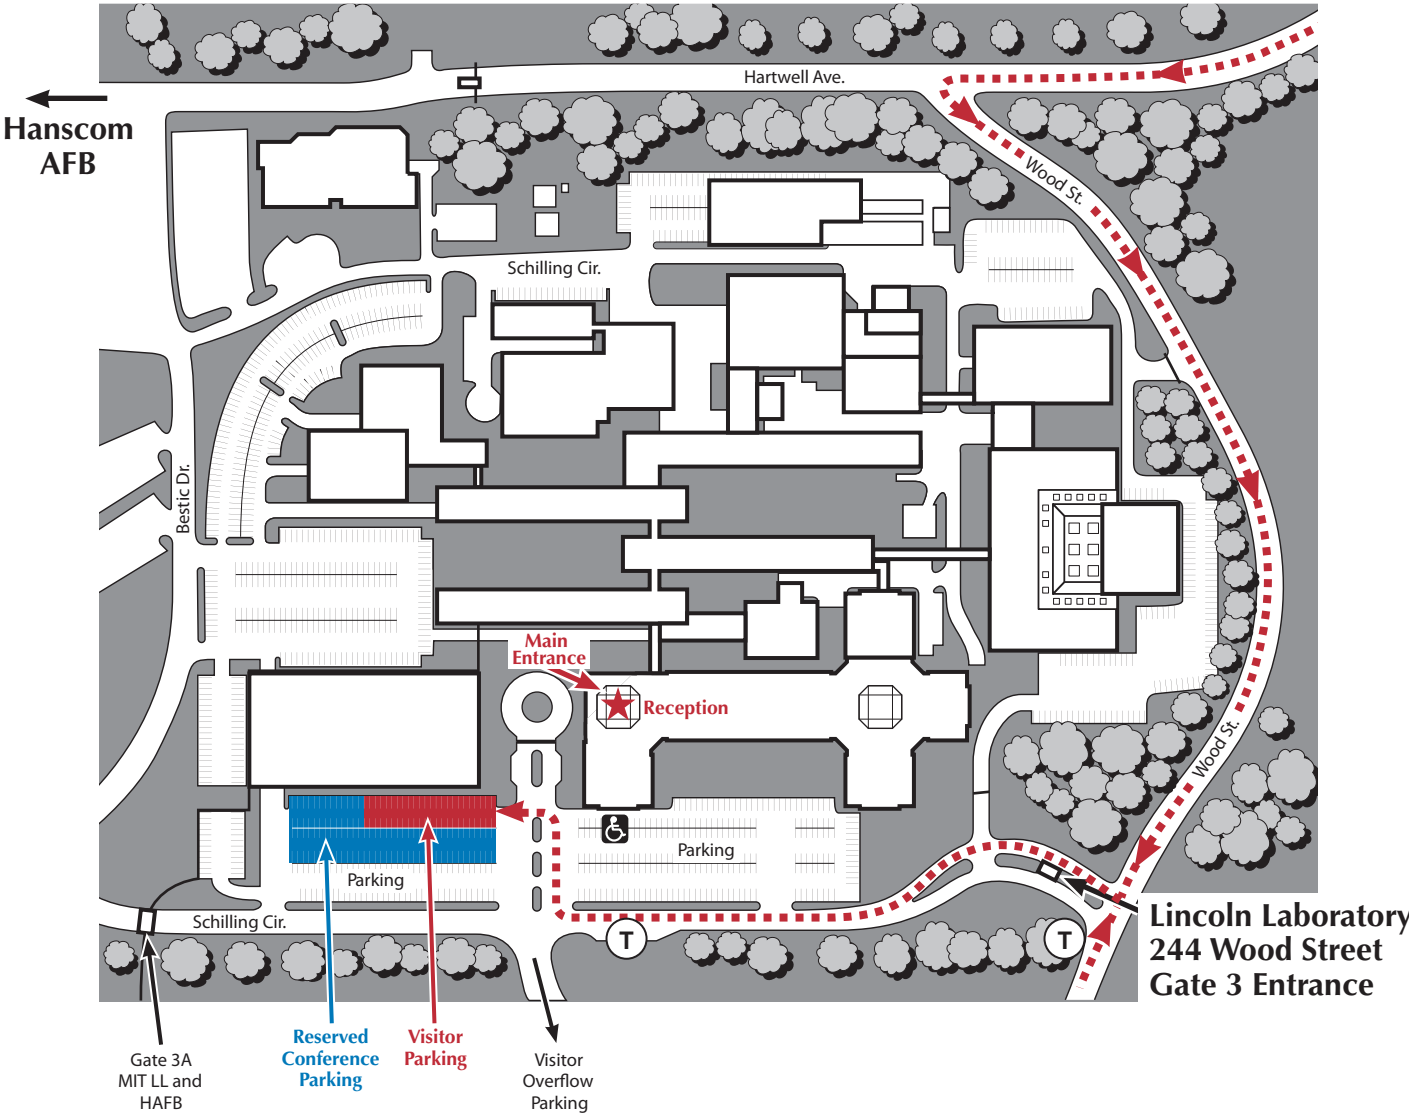 Hartwell Ave.
Hanscom
AFB
Wood St.
Schilling Cir.
Bestic Dr.
Main
Entrance
Reception
Wood St.
Parking
Parking
Schilling Cir.
T
T
Lincoln Laboratory
244 Wood Street
Gate 3 Entrance
Reserved
Conference
Parking
Visitor
Parking
Gate 3A
MIT LL and
HAFB
Visitor
Overflow
Parking